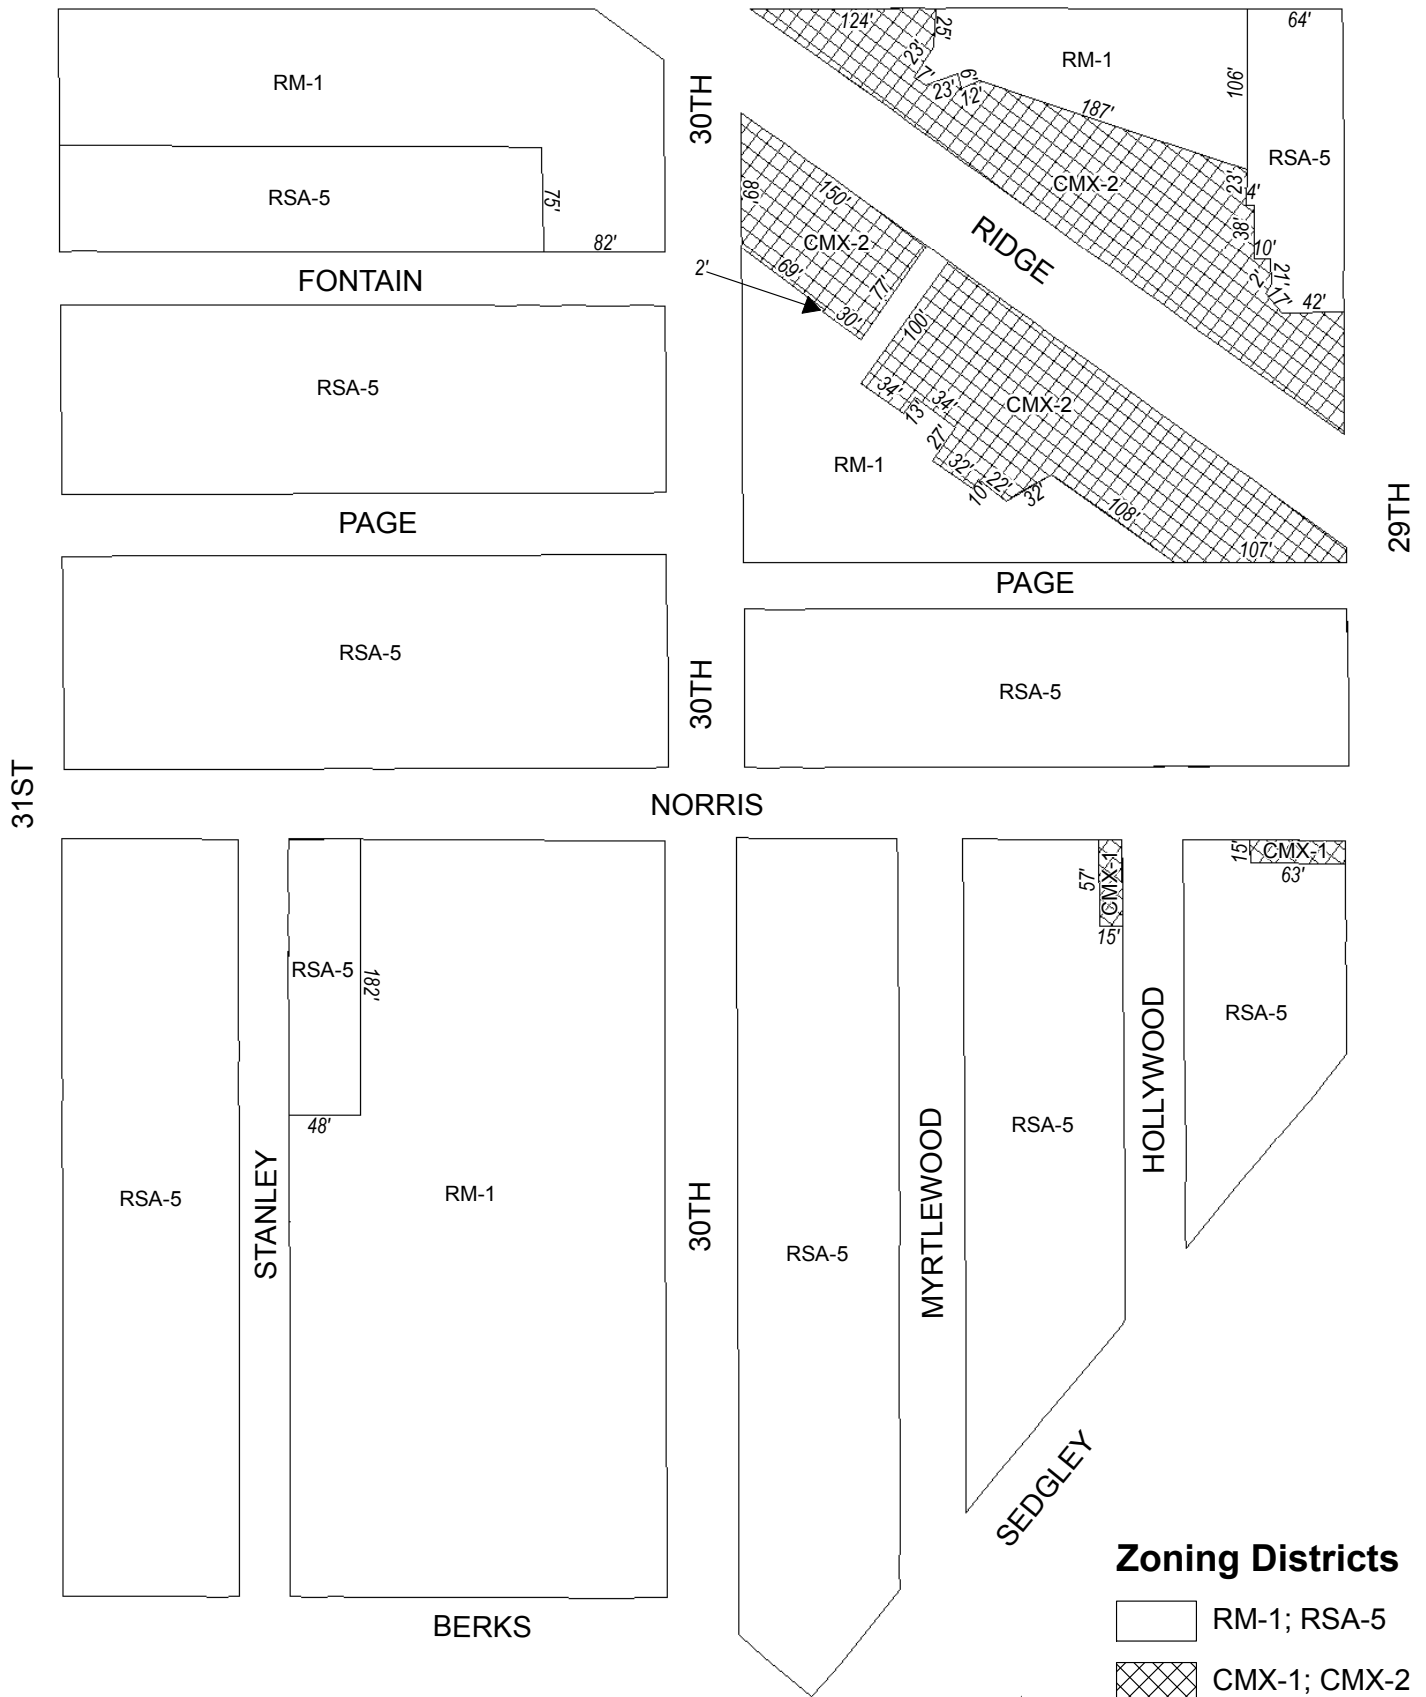 124'
25'
64'
23'
7'
23'
6'
12'
RM-1
106'
187'
RM-1
30TH
RSA-5
RSA-5
75'
82'
89'
150'
CMX-2
CMX-2
23'
4'
38'
10'
2'
21'
17'
42'
RIDGE
FONTAIN
2'
69'
30'
77'
100'
RSA-5
34'
13'
34'
27'
CMX-2
RM-1
32'
10'
22'
32'
108'
107'
29TH
PAGE
PAGE
RSA-5
30TH
RSA-5
31ST
NORRIS
CMX-1
57'
15'
15'
CMX-1
63'
RSA-5
182'
48'
RSA-5
HOLLYWOOD
RSA-5
RSA-5
STANLEY
RM-1
30TH
RSA-5
MYRTLEWOOD
SEDGLEY
BERKS
Zoning Districts
RM-1; RSA-5
CMX-1; CMX-2